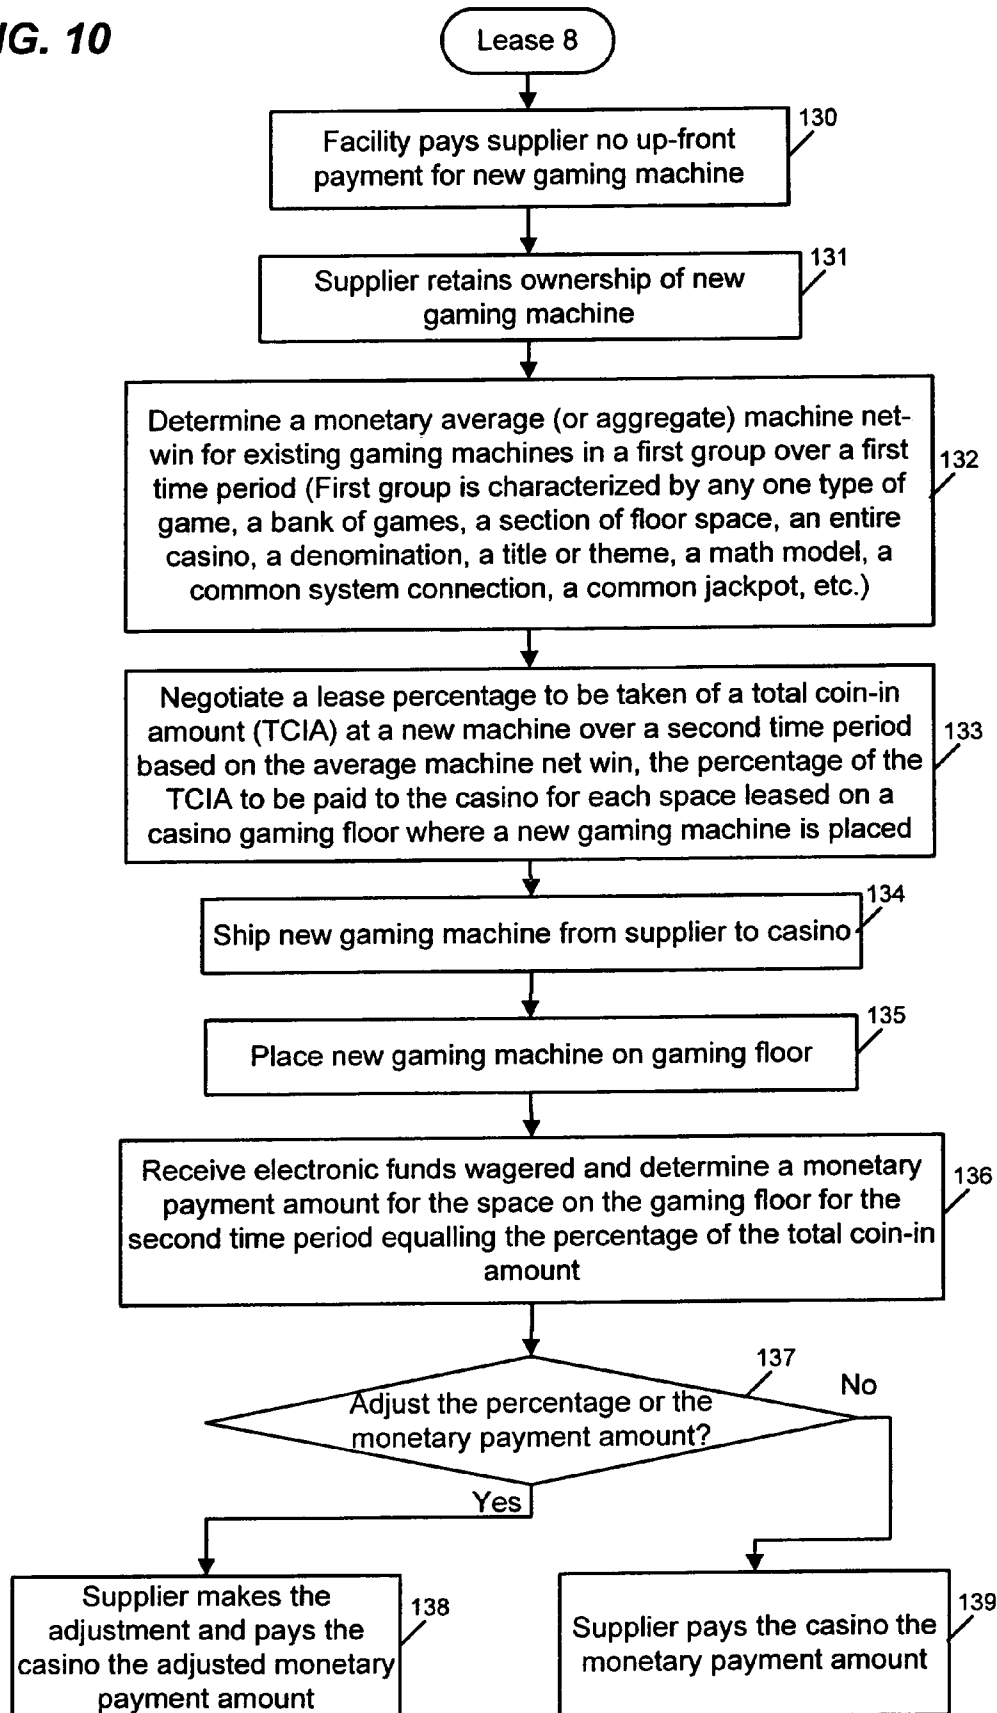 IG. 10
Lease 8
Facility pays supplier no up-front
payment for new gaming machine
130
Supplier retains ownership of new
gaming machine
131
Determine a monetary average (or aggregate) machine net-
win for existing gaming machines in a first group over a first
time period (First group is characterized by any one type of
game, a bank of games, a section of floor space, an entire
casino, a denomination, a title or theme, a math model, a
common system connection, a common jackpot, etc.)
132
Negotiate a lease percentage to be taken of a total coin-in
amount (TCIA) at a new machine over a second time period
based on the average machine net win, the percentage of the
TCIA to be paid to the casino for each space leased on a
casino gaming floor where a new gaming machine is placed
133
Ship new gaming machine from supplier to casino
134
Place new gaming machine on gaming floor
135
Receive electronic funds wagered and determine a monetary
payment amount for the space on the gaming floor for the
second time period equalling the percentage of the total coin-in
amount
136
Adjust the percentage or the
monetary payment amount?
137
No
Yes
Supplier makes the
adjustment and pays the
casino the adjusted monetary
payment amount
138
Supplier pays the casino the
monetary payment amount
139